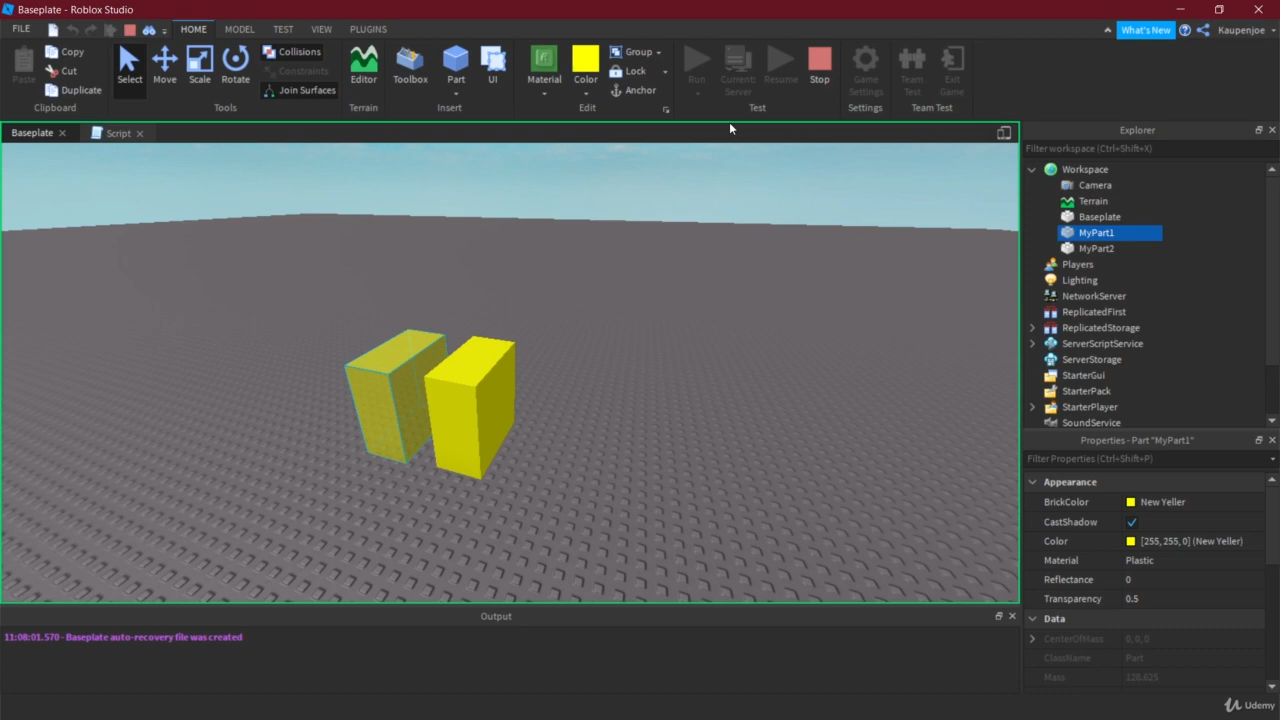 Baseplate - Roblox Studio
FILE HOME MODEL TEST VIEW PLUGINS What's New Kaupenjoe
Paste Copy Cut Duplicate Select Move Scale Rotate Collisions Constraints Join Surfaces Editor Toolbox Part UI Material Color Group Lock Anchor Run Current: Server Resume Stop Game Settings Team Test Exit Game
Clipboard Tools Terrain Insert Edit Test Settings Team Test
Baseplate Script Explorer
Filter workspace (Ctrl+Shift+X)
Workspace
Camera
Terrain
Baseplate
MyPart1
MyPart2
Players
Lighting
NetworkServer
ReplicatedFirst
ReplicatedStorage
ServerScriptService
ServerStorage
StarterGui
StarterPack
StarterPlayer
SoundService
Properties - Part "MyPart1"
Filter Properties (Ctrl+Shift+P)
Appearance
BrickColor New Yeller
CastShadow
Color [255, 255, 0] (New Yeller)
Material Plastic
Reflectance 0
Transparency 0.5
Data
CenterOfMass 0, 0, 0
ClassName Part
Mass 128.625
Output
11:08:01.570 - Baseplate auto-recovery file was created
Udemy